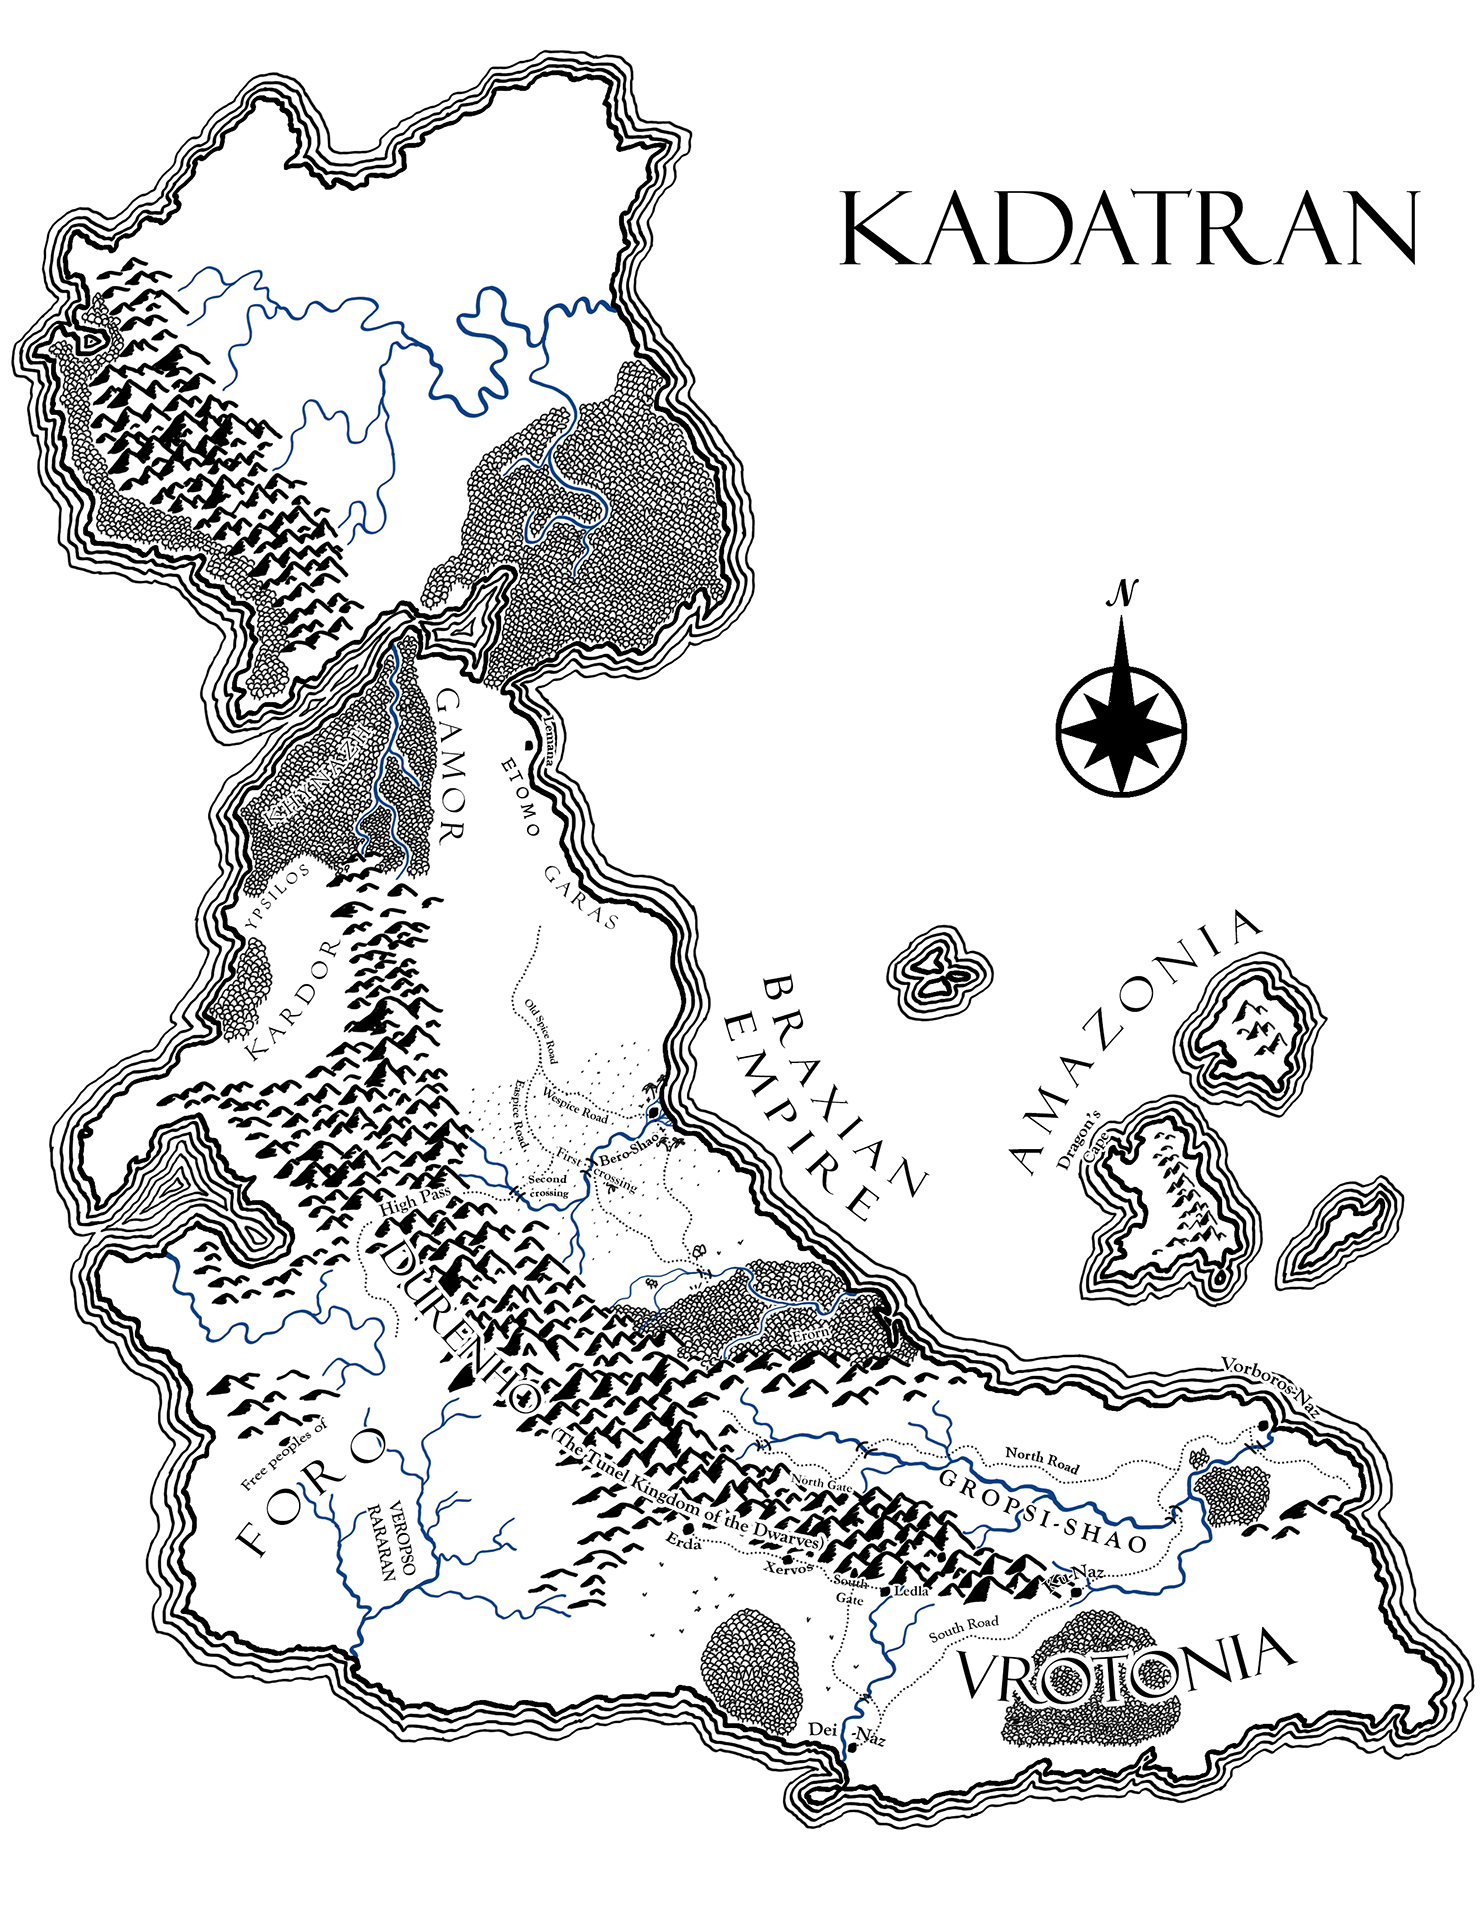 KADATRAN
N
KHYNAZU
GAMOR
Lemana
ETOMO
GARAS
YPSILOS
KARDOR
Old Spice Road
Eaespice Road
Wespice Road
First crossing
Bero-Shao
Second
crossing
High Pass
BRAXIAN
EMPIRE
AMAZONIA
Dragon's
Cape
DURENHO
(The Tunel Kingdom of the Dwarves)
Erorn
Vorboros-Naz
Free peoples of
FORO
VEROPSO
RARARAN
North Road
North Gate
GROPSI-SHAO
Erda
Xervos
South
Gate
Ledla
Ku-Naz
South Road
VROTONIA
Dei -Naz